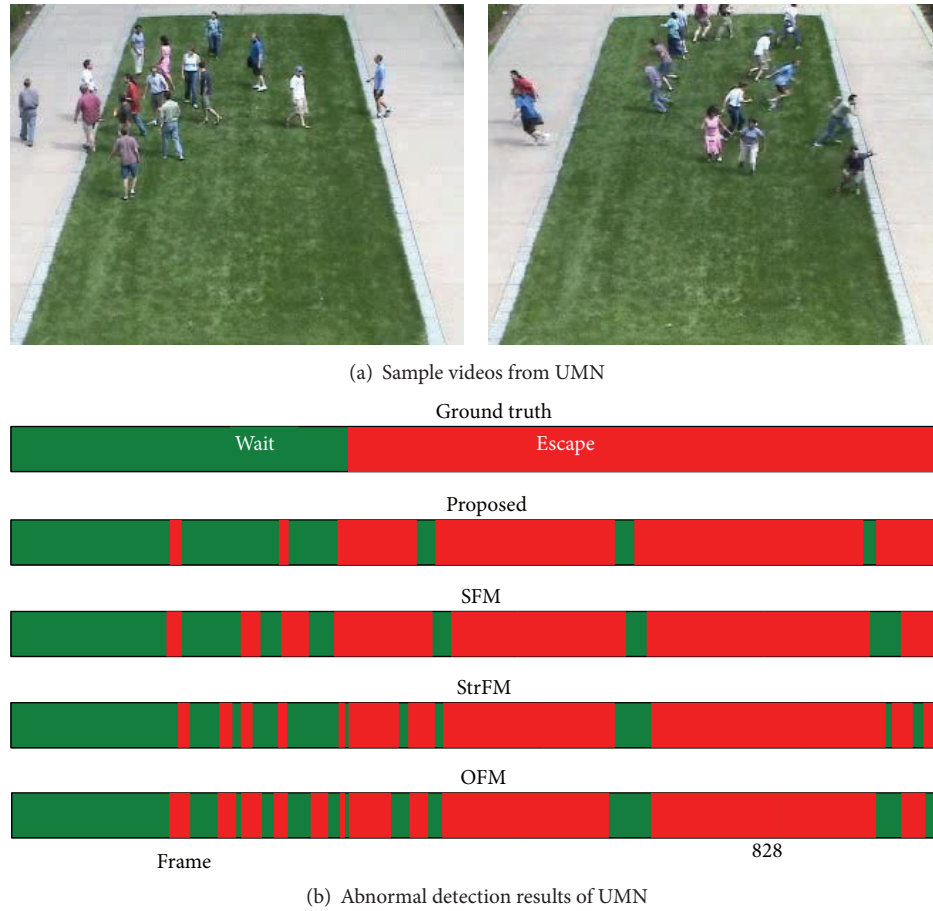 (a) Sample videos from UMN
Ground truth
Wait Escape
Proposed
SFM
StrFM
OFM
Frame 828
(b) Abnormal detection results of UMN